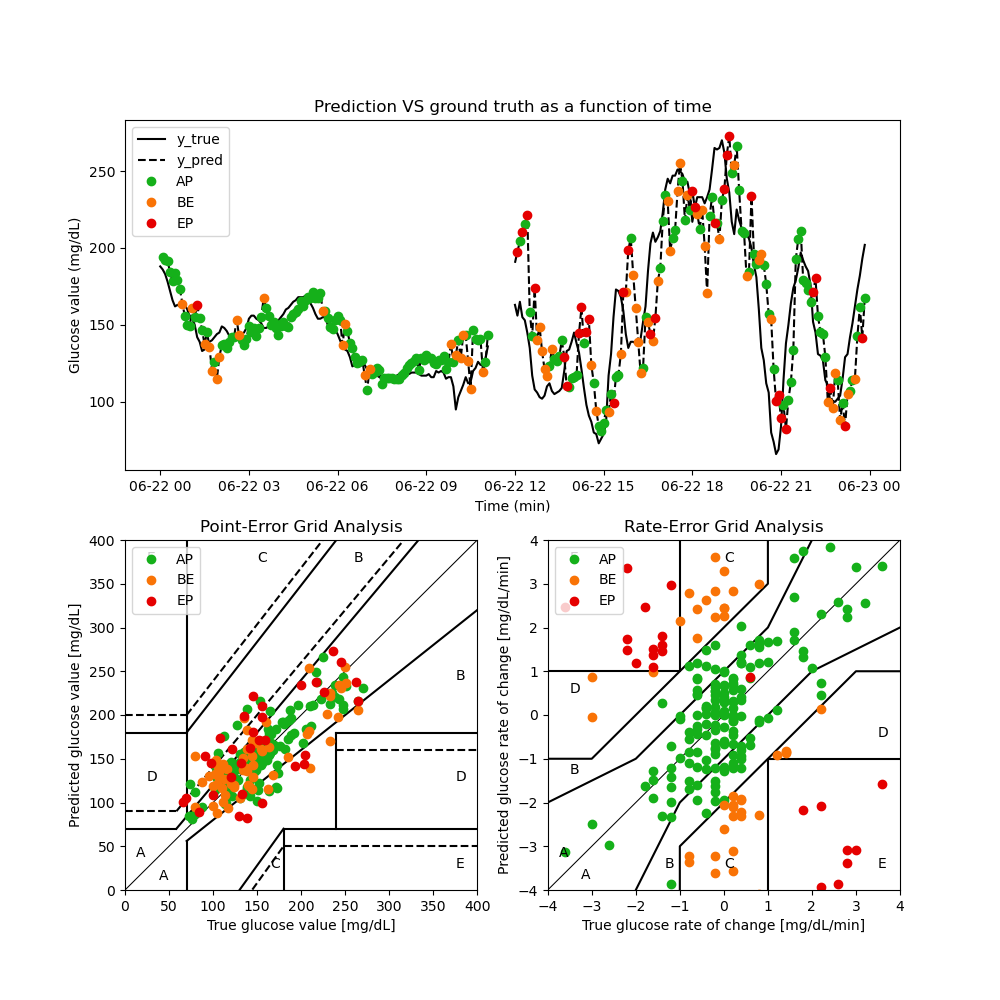 Prediction VS ground truth as a function of time
y_true
y_pred
AP
BE
EP
250
200
150
100
Glucose value (mg/dL)
06-22 00 06-22 03 06-22 06 06-22 09 06-22 12 06-22 15 06-22 18 06-22 21 06-23 00
Time (min)
Point-Error Grid Analysis
AP
BE
EP
C
B
B
D
D
A
A
C
E
400
350
300
250
200
150
100
50
0
Predicted glucose value [mg/dL]
0 50 100 150 200 250 300 350 400
True glucose value [mg/dL]
Rate-Error Grid Analysis
AP
BE
EP
C
D
D
B
A
A
B
C
E
4
3
2
1
0
−1
−2
−3
−4
Predicted glucose rate of change [mg/dL/min]
−4 −3 −2 −1 0 1 2 3 4
True glucose rate of change [mg/dL/min]